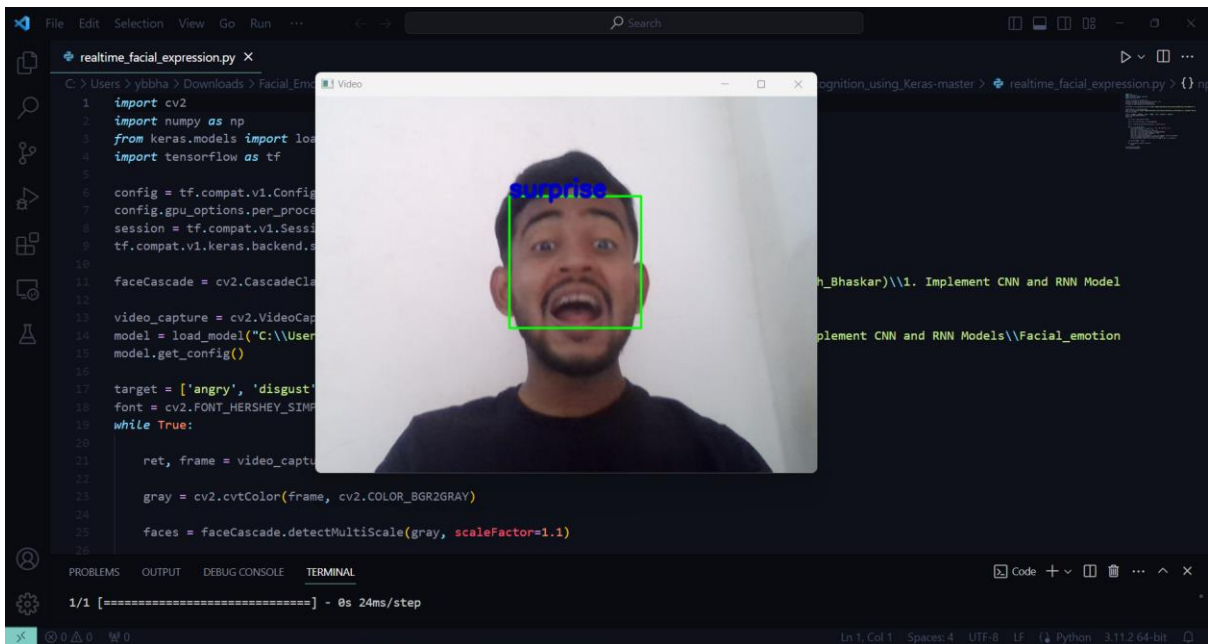 File Edit Selection View Go Run ... Search
realtime_facial_expression.py
C: > Users > ybbha > Downloads > Facial_Emo
ognition_using_Keras-master > realtime_facial_expression.py > {} np
Video
surprise
1 import cv2
2 import numpy as np
3 from keras.models import loa
4 import tensorflow as tf
5
6 config = tf.compat.v1.Config
7 config.gpu_options.per_proce
8 session = tf.compat.v1.Sessi
9 tf.compat.v1.keras.backend.s
10
11 faceCascade = cv2.CascadeCla h_Bhaskar)\\1. Implement CNN and RNN Model
12
13 video_capture = cv2.VideoCap
14 model = load_model("C:\\User plement CNN and RNN Models\\Facial_emotion
15 model.get_config()
16
17 target = ['angry', 'disgust'
18 font = cv2.FONT_HERSHEY_SIMP
19 while True:
20
21 ret, frame = video_captu
22
23 gray = cv2.cvtColor(frame, cv2.COLOR_BGR2GRAY)
24
25 faces = faceCascade.detectMultiScale(gray, scaleFactor=1.1)
26
PROBLEMS OUTPUT DEBUG CONSOLE TERMINAL Code
1/1 [==============================] - 0s 24ms/step
0 0 0 Ln 1, Col 1 Spaces: 4 UTF-8 LF Python 3.11.2 64-bit